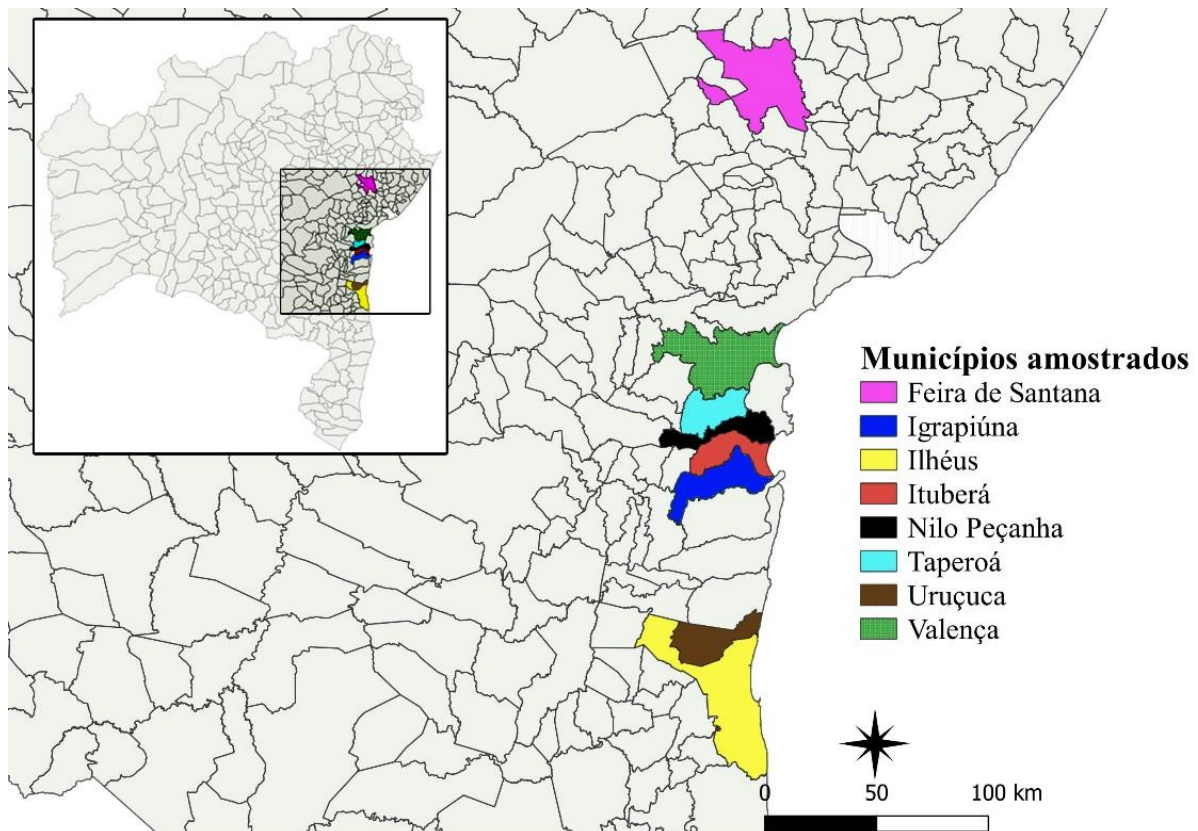 Municípios amostrados
Feira de Santana
Igrapiúna
Ilhéus
Ituberá
Nilo Peçanha
Taperoá
Uruçuca
Valença
0 50 100 km